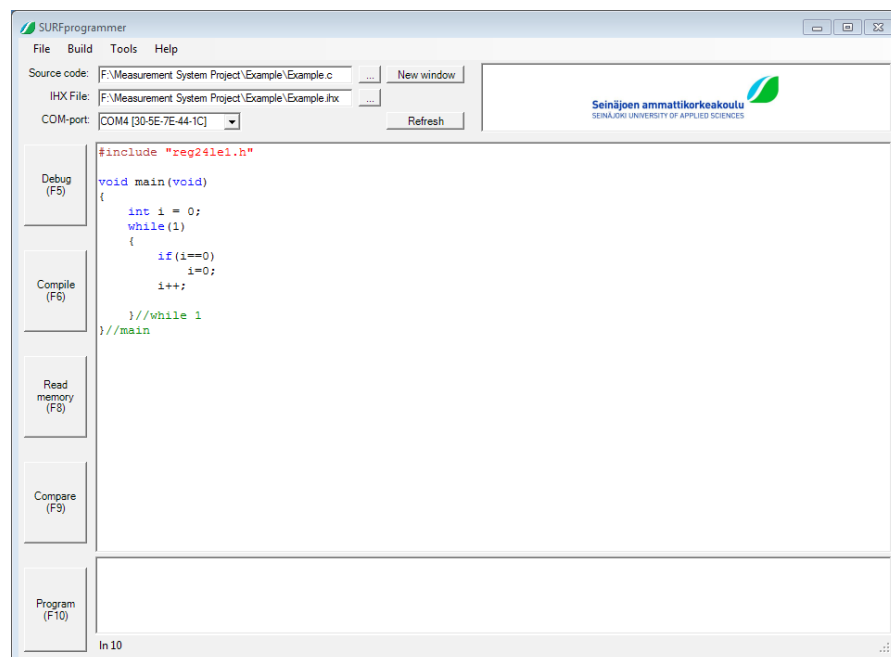 SURFprogrammer
File Build Tools Help
Source code: F:\Measurement System Project\Example\Example.c ... New window
IHX File: F:\Measurement System Project\Example\Example.ihx ...
COM-port: COM4 [30-5E-7E-44-1C] Refresh
Seinäjoen ammattikorkeakoulu
SEINÄJOKI UNIVERSITY OF APPLIED SCIENCES
Debug
(F5)
Compile
(F6)
Read
memory
(F8)
Compare
(F9)
Program
(F10)
#include "reg24le1.h"
void main(void)
{
    int i = 0;
    while(1)
    {
        if(i==0)
            i=0;
        i++;
    }//while 1
}//main
ln 10